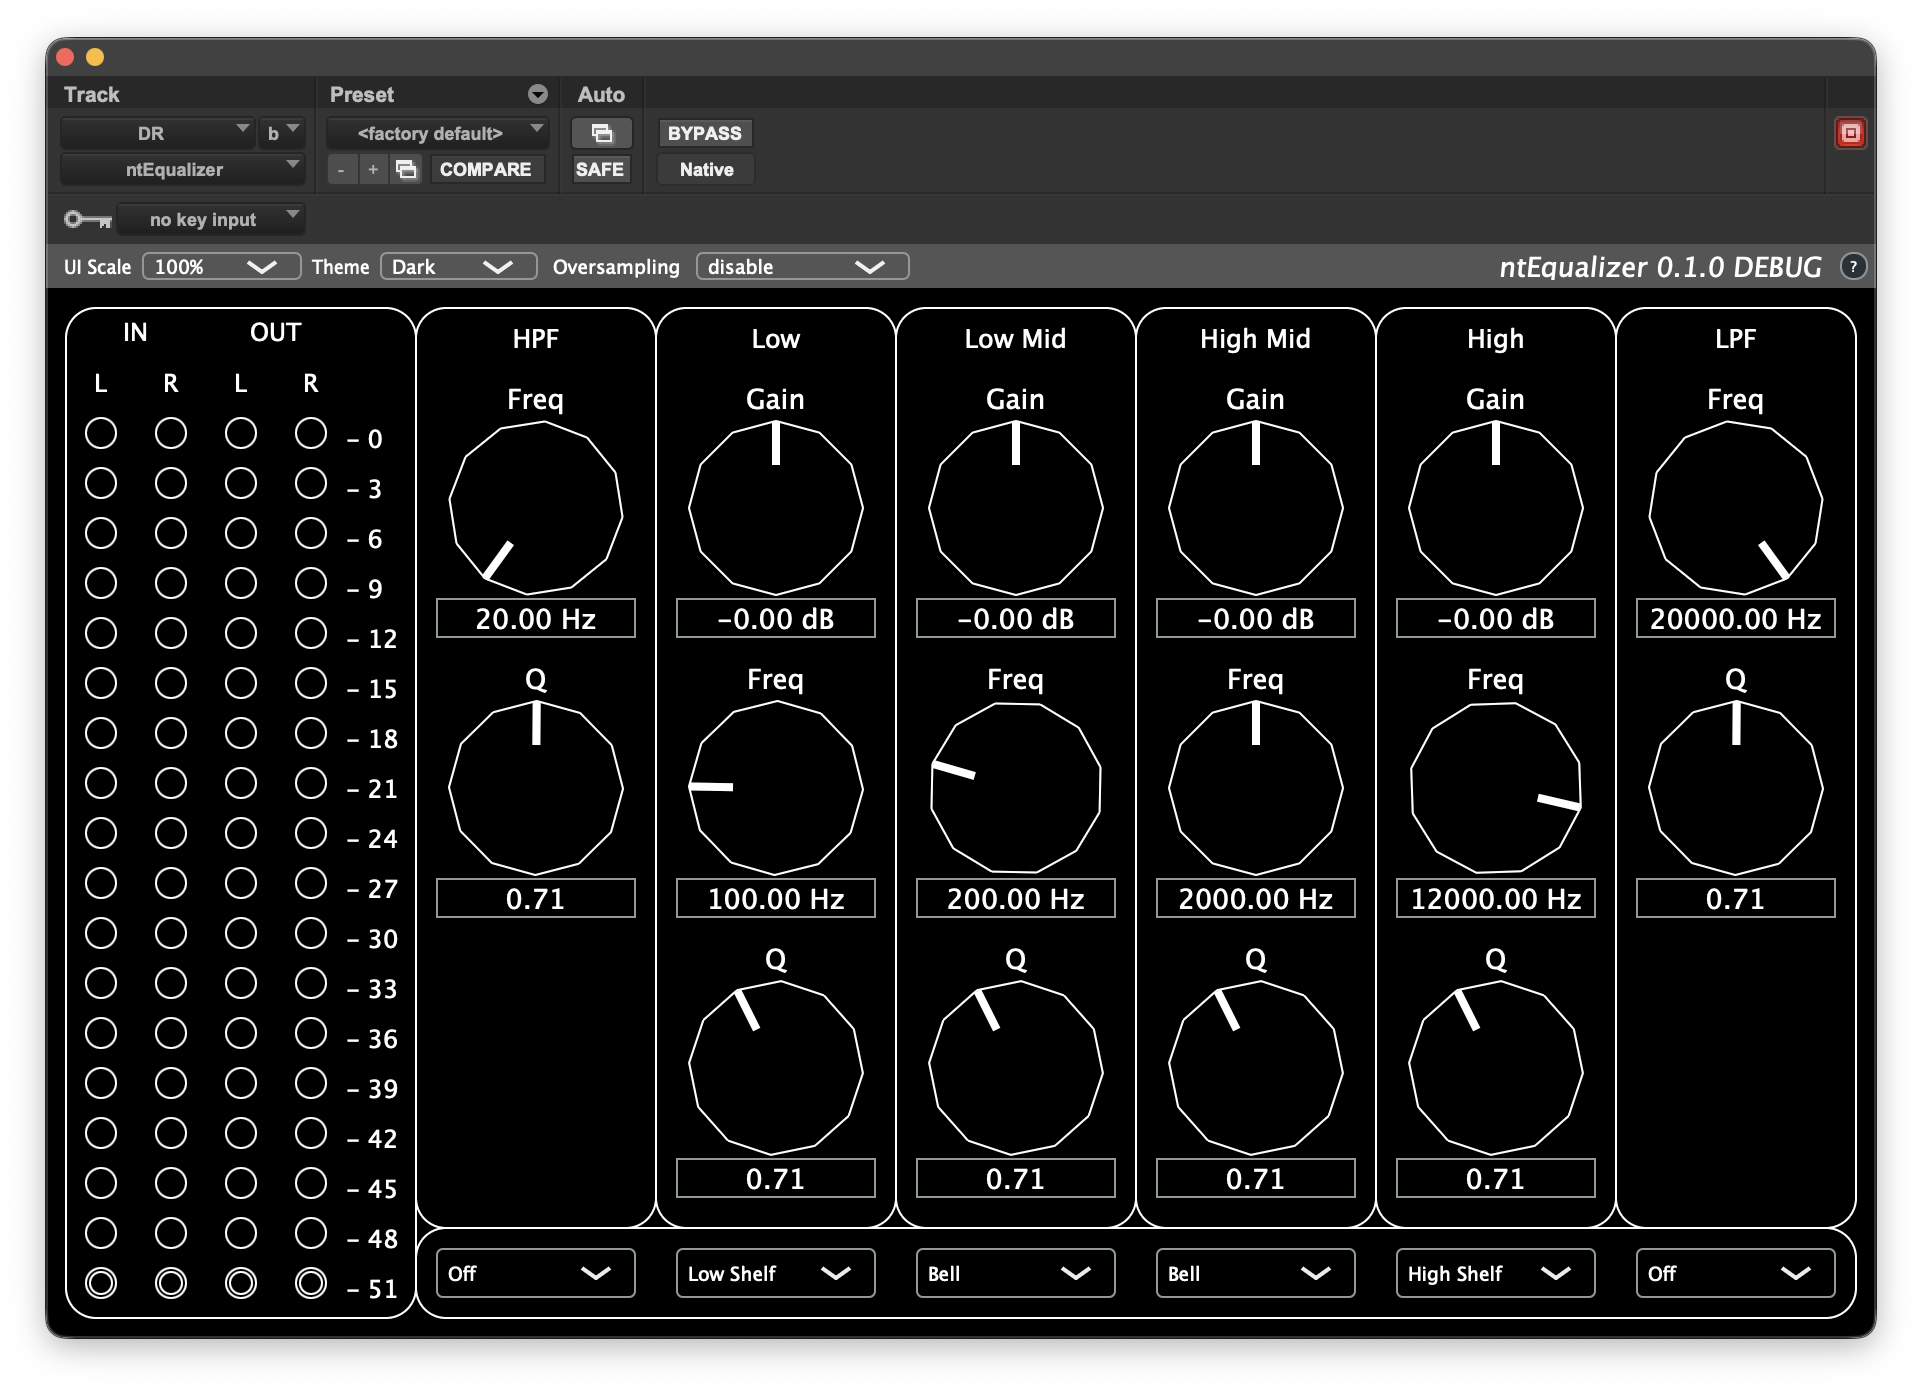 Track Preset Auto
DR b <factory default> BYPASS
ntEqualizer - + COMPARE SAFE Native
no key input
UI Scale 100% Theme Dark Oversampling disable ntEqualizer 0.1.0 DEBUG ?
IN OUT
L R L R
– 0
– 3
– 6
– 9
– 12
– 15
– 18
– 21
– 24
– 27
– 30
– 33
– 36
– 39
– 42
– 45
– 48
– 51
HPF Low Low Mid High Mid High LPF
Freq Gain Gain Gain Gain Freq
20.00 Hz -0.00 dB -0.00 dB -0.00 dB -0.00 dB 20000.00 Hz
Q Freq Freq Freq Freq Q
0.71 100.00 Hz 200.00 Hz 2000.00 Hz 12000.00 Hz 0.71
Q Q Q Q
0.71 0.71 0.71 0.71
Off Low Shelf Bell Bell High Shelf Off